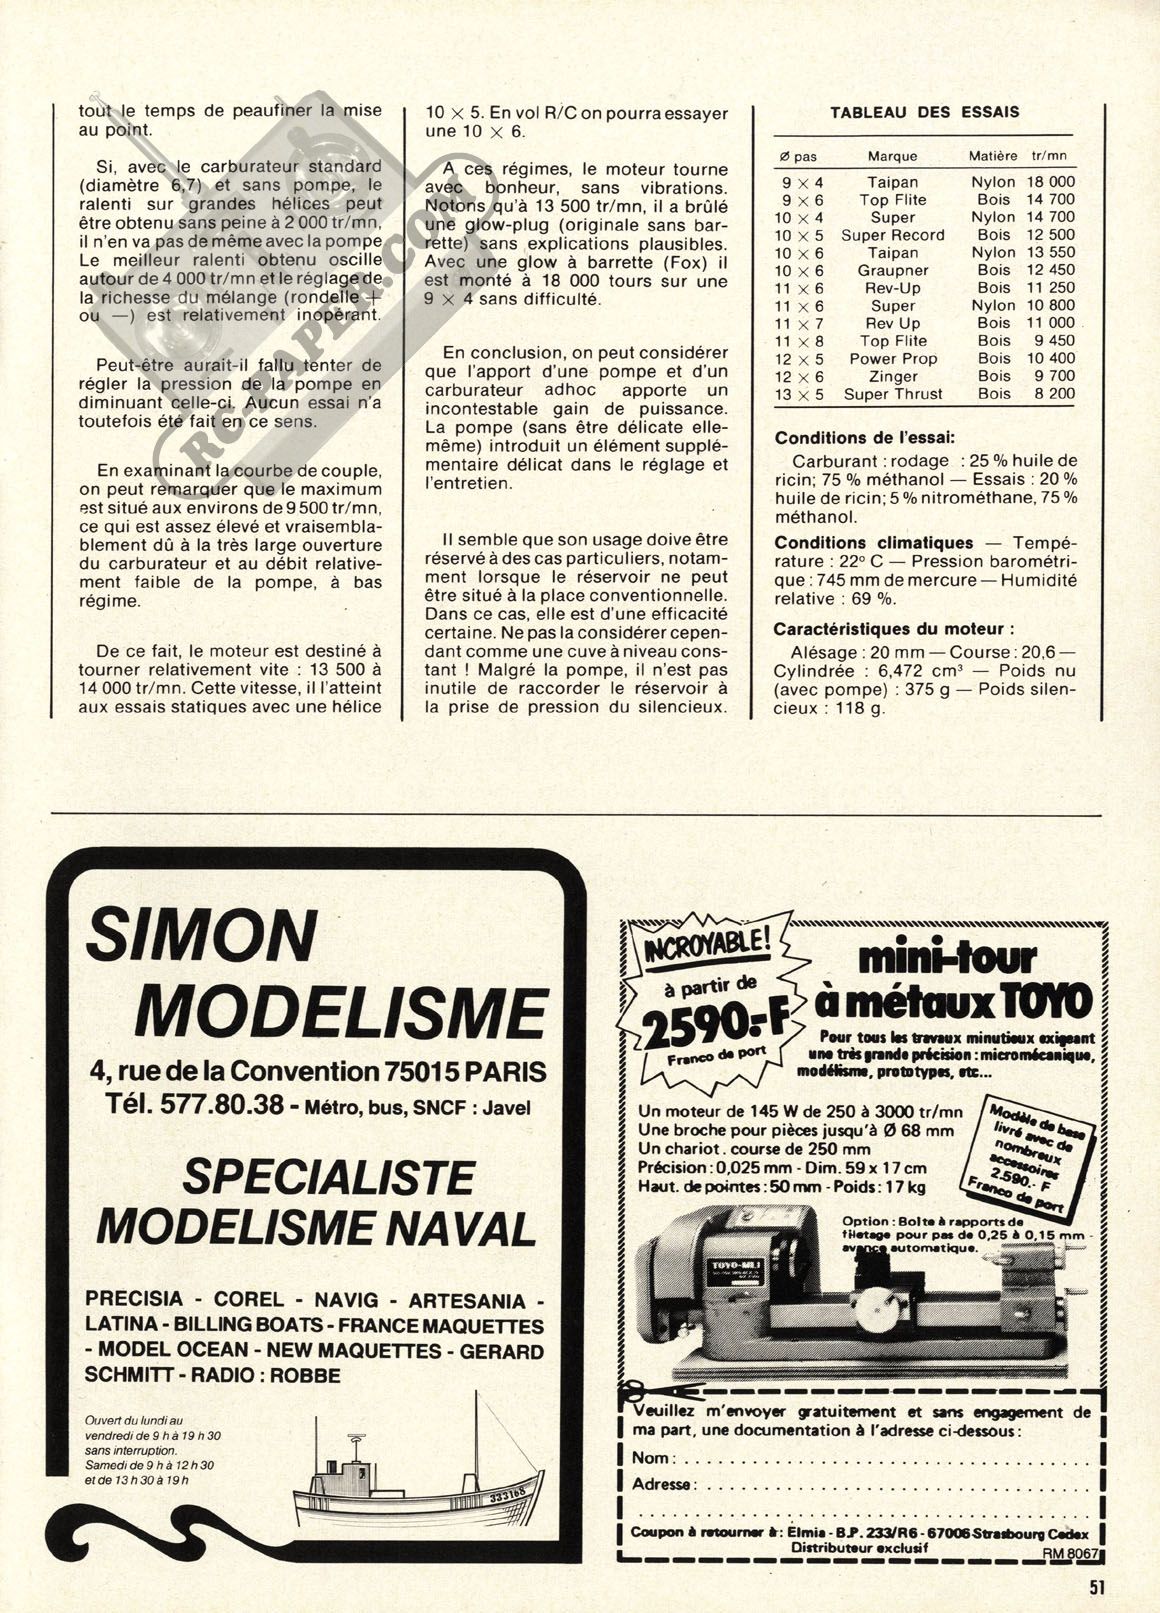 tout le temps de peaufiner la mise
au point.
Si, avec le carburateur standard
(diamètre 6,7) et sans pompe, le
ralenti sur grandes hélices peut
être obtenu sans peine à 2 000 tr/mn,
il n'en va pas de même avec la pompe
Le meilleur ralenti obtenu oscille
autour de 4 000 tr/mn et le réglage de
la richesse du mélange (rondelle +
ou —) est relativement inopérant.
Peut-être aurait-il fallu tenter de
régler la pression de la pompe en
diminuant celle-ci. Aucun essai n'a
toutefois été fait en ce sens.
En examinant la courbe de couple,
on peut remarquer que le maximum
est situé aux environs de 9 500 tr/mn,
ce qui est assez élevé et vraisembla-
blement dû à la très large ouverture
du carburateur et au débit relative-
ment faible de la pompe, à bas
régime.
De ce fait, le moteur est destiné à
tourner relativement vite : 13 500 à
14 000 tr/mn. Cette vitesse, il l'atteint
aux essais statiques avec une hélice
10 × 5. En vol R/C on pourra essayer
une 10 × 6.
A ces régimes, le moteur tourne
avec bonheur, sans vibrations.
Notons qu'à 13 500 tr/mn, il a brûlé
une glow-plug (originale sans bar-
rette) sans explications plausibles.
Avec une glow à barrette (Fox) il
est monté à 18 000 tours sur une
9 × 4 sans difficulté.
En conclusion, on peut considérer
que l'apport d'une pompe et d'un
carburateur adhoc apporte un
incontestable gain de puissance.
La pompe (sans être délicate elle-
même) introduit un élément supplé-
mentaire délicat dans le réglage et
l'entretien.
Il semble que son usage doive être
réservé à des cas particuliers, notam-
ment lorsque le réservoir ne peut
être situé à la place conventionnelle.
Dans ce cas, elle est d'une efficacité
certaine. Ne pas la considérer cepen-
dant comme une cuve à niveau cons-
tant ! Malgré la pompe, il n'est pas
inutile de raccorder le réservoir à
la prise de pression du silencieux.
TABLEAU DES ESSAIS
Ø pas Marque Matière tr/mn
9 × 4 Taipan Nylon 18 000
9 × 6 Top Flite Bois 14 700
10 × 4 Super Nylon 14 700
10 × 5 Super Record Bois 12 500
10 × 6 Taipan Nylon 13 550
10 × 6 Graupner Bois 12 450
11 × 6 Rev-Up Bois 11 250
11 × 6 Super Nylon 10 800
11 × 7 Rev Up Bois 11 000
11 × 8 Top Flite Bois 9 450
12 × 5 Power Prop Bois 10 400
12 × 6 Zinger Bois 9 700
13 × 5 Super Thrust Bois 8 200
Conditions de l'essai:
Carburant : rodage : 25 % huile de
ricin; 75 % méthanol — Essais : 20 %
huile de ricin; 5 % nitrométhane, 75 %
méthanol.
Conditions climatiques — Tempé-
rature : 22° C — Pression barométri-
que : 745 mm de mercure — Humidité
relative : 69 %.
Caractéristiques du moteur :
Alésage : 20 mm — Course : 20,6 —
Cylindrée : 6,472 cm³ — Poids nu
(avec pompe) : 375 g — Poids silen-
cieux : 118 g.
RC-PAPER.COM
SIMON
MODELISME
4, rue de la Convention 75015 PARIS
Tél. 577.80.38 - Métro, bus, SNCF : Javel
SPECIALISTE
MODELISME NAVAL
PRECISIA - COREL - NAVIG - ARTESANIA -
LATINA - BILLING BOATS - FRANCE MAQUETTES
- MODEL OCEAN - NEW MAQUETTES - GERARD
SCHMITT - RADIO : ROBBE
Ouvert du lundi au
vendredi de 9 h à 19 h 30
sans interruption.
Samedi de 9 h à 12 h 30
et de 13 h 30 à 19 h
333168
INCROYABLE!
à partir de
2590.-F
Franco de port
mini-tour
à métaux TOYO
Pour tous les travaux minutieux exigeant
une très grande précision : micromécanique,
modélisme, prototypes, etc...
Un moteur de 145 W de 250 à 3000 tr/mn
Une broche pour pièces jusqu'à Ø 68 mm
Un chariot. course de 250 mm
Précision : 0,025 mm - Dim. 59 x 17 cm
Haut. de pointes : 50 mm - Poids : 17 kg
Modèle de base
livré avec de
nombreux
accessoires
2.590.- F
Franco de port
Option : Boîte à rapports de
filetage pour pas de 0,25 à 0,15 mm -
avance automatique.
TOYO-ML1
Veuillez m'envoyer gratuitement et sans engagement de
ma part, une documentation à l'adresse ci-dessous :
Nom :
Adresse :
Coupon à retourner à : Elmia - B.P. 233/R6 - 67006 Strasbourg Cedex
Distributeur exclusif
RM 8067
51